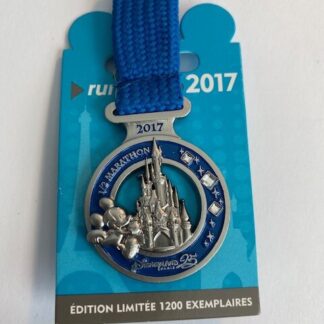 run 2017
2017
1/2 MARATHON
DISNEYLAND 25
PARIS
ÉDITION LIMITÉE 1200 EXEMPLAIRES